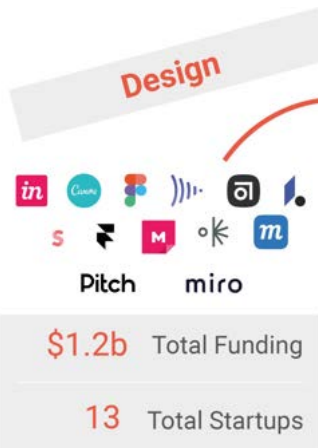 Design
in Canva
S M m
Pitch miro
$1.2b Total Funding
13 Total Startups